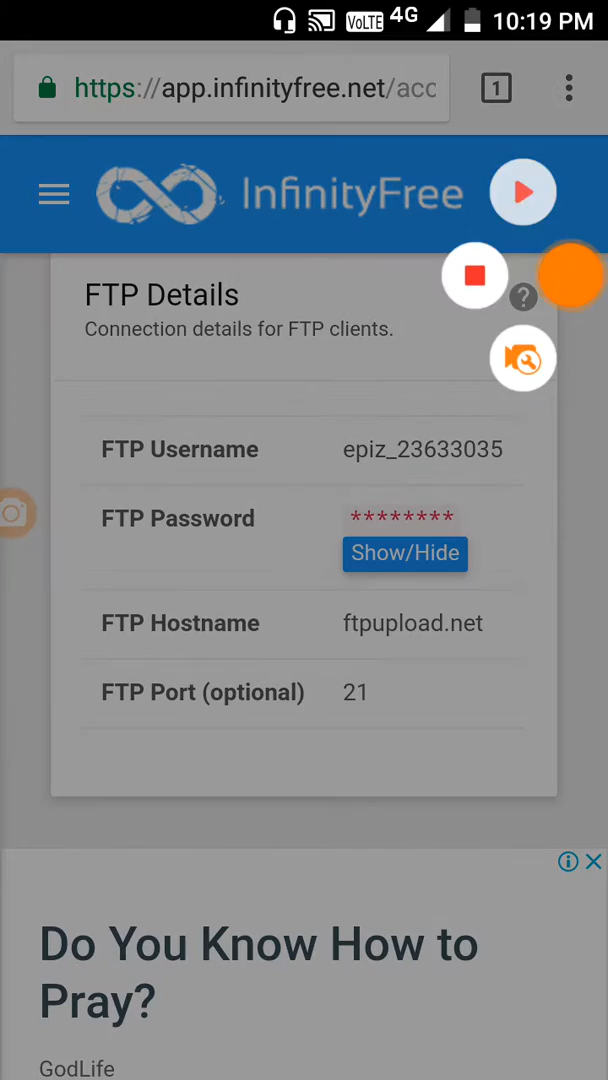 VoLTE 4G 10:19 PM
https://app.infinityfree.net/acc
1
InfinityFree
FTP Details
?
Connection details for FTP clients.
FTP Username epiz_23633035
FTP Password ********
Show/Hide
FTP Hostname ftpupload.net
FTP Port (optional) 21
Do You Know How to
Pray?
GodLife